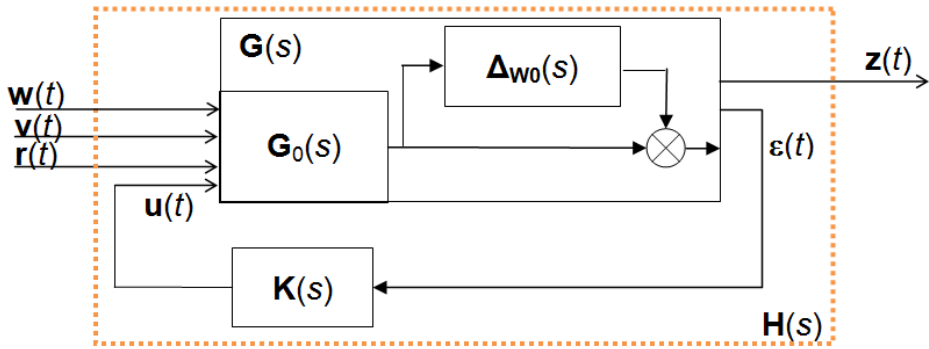 G(s)
Δw0(s)
z(t)
w(t)
v(t)
r(t)
G₀(s)
ε(t)
u(t)
K(s)
H(s)